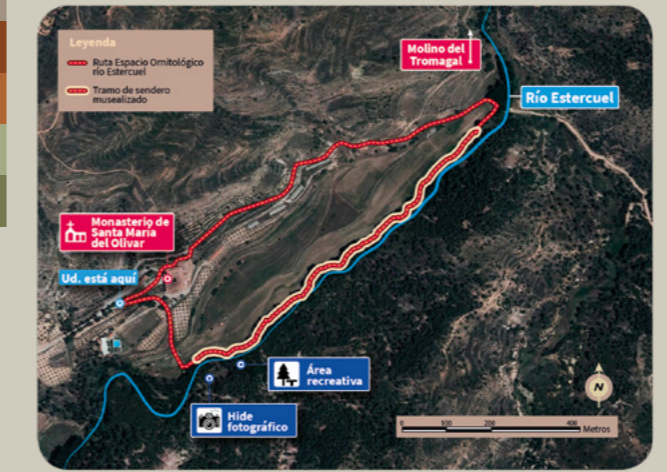 Leyenda
Ruta Espacio Ornitológico
río Estercuel
Tramo de sendero
musealizado
Molino del
Tromagal
Río Estercuel
Monasterio de
Santa María
del Olivar
Ud. está aquí
Área
recreativa
Hide
fotográfico
N
0 100 200 400 Metros